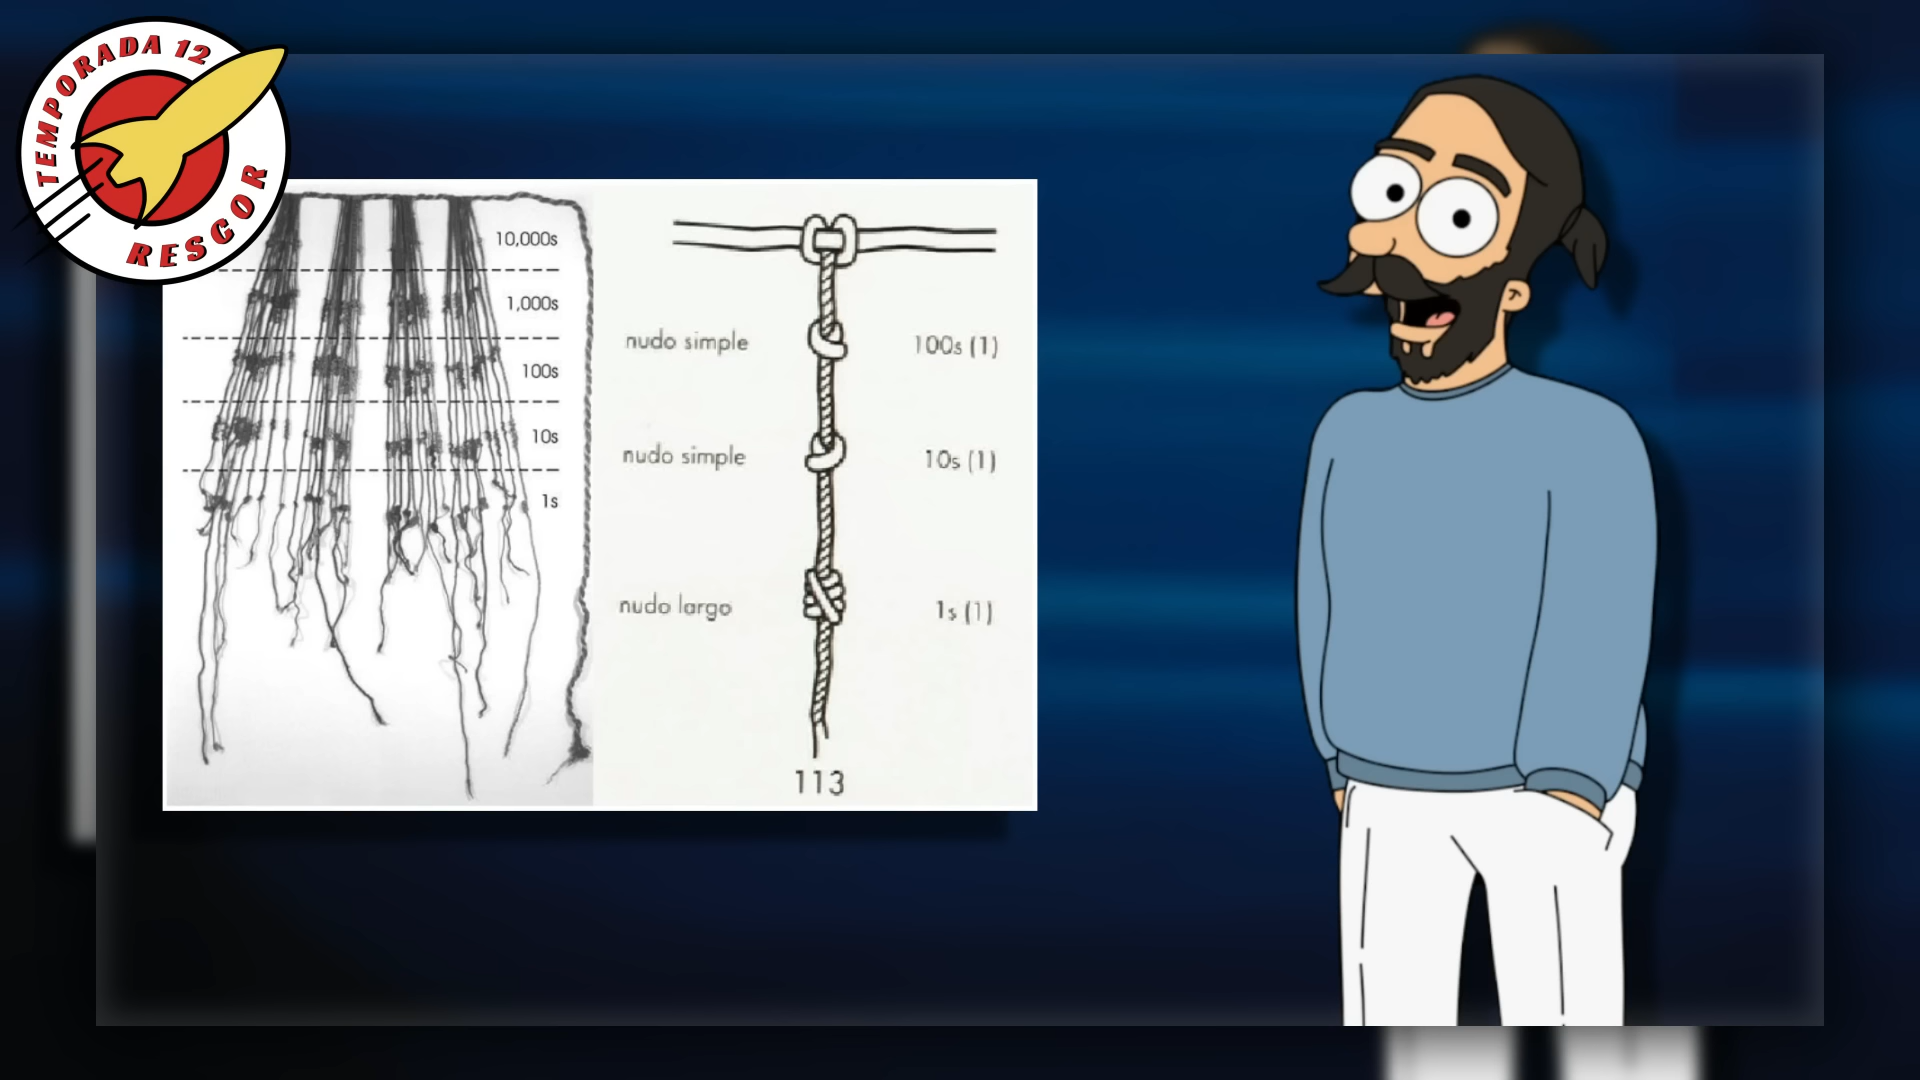 TEMPORADA 12
RESCOR
10,000s
1,000s
100s
10s
1s
nudo simple
100s (1)
nudo simple
10s (1)
nudo largo
1s (1)
113